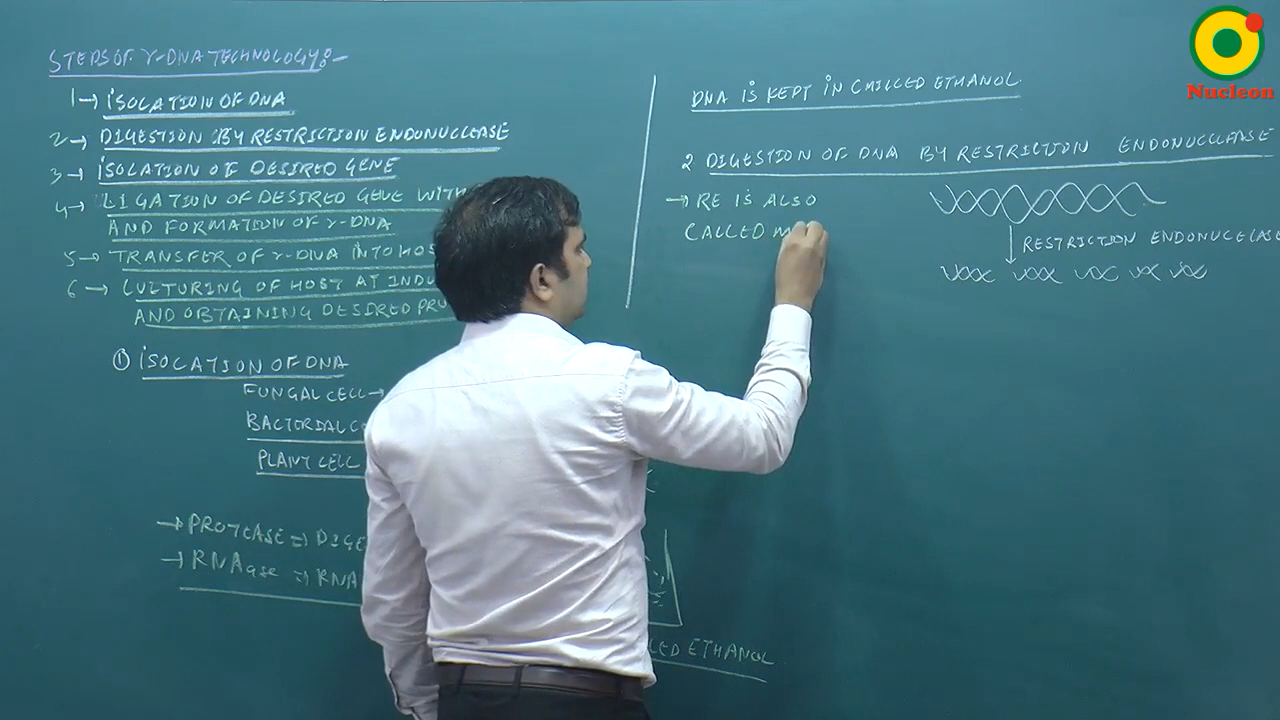 STEPS OF γ-DNA TECHNOLOGY:-
1→ ISOLATION OF DNA
2→ DIGESTION BY RESTRICTION ENDONUCLEASE
3→ ISOLATION OF DESIRED GENE
4→ LIGATION OF DESIRED GENE WITH
AND FORMATION OF γ-DNA
5→ TRANSFER OF γ-DNA INTO HOS
6→ CULTURING OF HOST AT INDU
AND OBTAINING DESIRED PRO
① ISOLATION OF DNA
FUNGAL CELL →
BACTERIAL CE
PLANT CELL
→ PROTEASE ⇒ DIGE
→ RNAase ⇒ RNA
LED ETHANOL
DNA IS KEPT IN CHILLED ETHANOL
2 DIGESTION OF DNA BY RESTRICTION ENDONUCLEASE
→ RE IS ALSO
CALLED M
RESTRICTION ENDONUCELASE
Nucleon